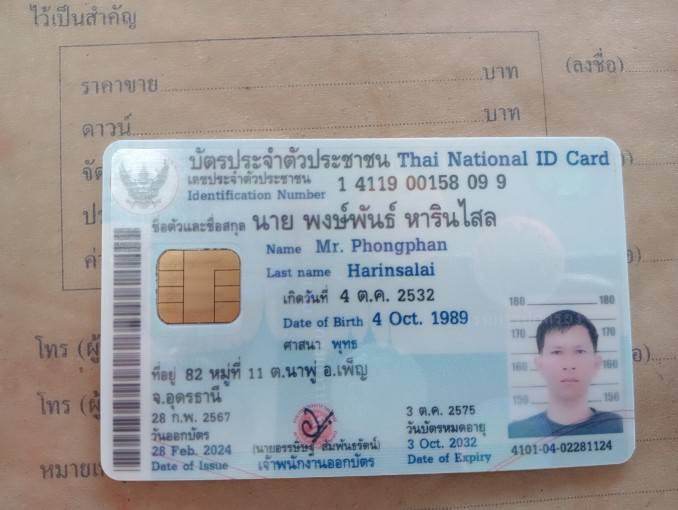 ไว้เป็นสำคัญ
ราคาขาย บาท (ลงชื่อ)
ดาวน์ บาท
บัตรประจำตัวประชาชน Thai National ID Card
เลขประจำตัวประชาชน
Identification Number 1 4119 00158 09 9
ชื่อตัวและชื่อสกุล นาย พงษ์พันธ์ หารินไสล
Name Mr. Phongphan
Last name Harinsalai
เกิดวันที่ 4 ต.ค. 2532
Date of Birth 4 Oct. 1989
ศาสนา พุทธ
ที่อยู่ 82 หมู่ที่ 11 ต.นาพู่ อ.เพ็ญ
จ.อุดรธานี
28 ก.พ. 2567
วันออกบัตร
28 Feb. 2024
Date of Issue
เจ้าพนักงานออกบัตร
3 ต.ค. 2575
วันบัตรหมดอายุ
3 Oct. 2032
Date of Expiry
180 180
170 170
160 160
150 150
4101-04-02281124
โทร (ผู้
โทร (ผู้